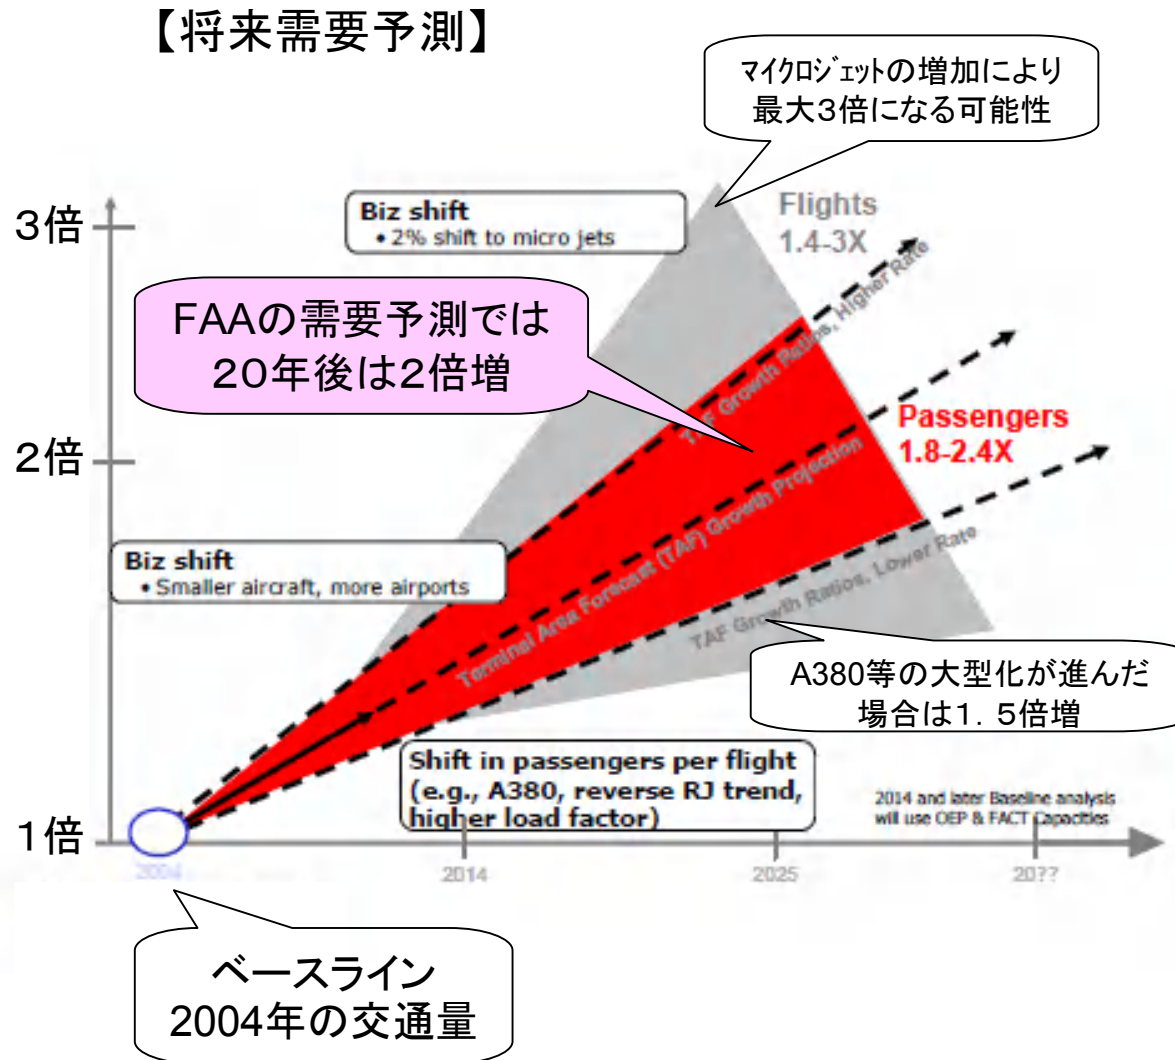 【将来需要予測】
マイクロジェットの増加により
最大3倍になる可能性
3倍
Biz shift
• 2% shift to micro jets
Flights
1.4-3X
FAAの需要予測では
20年後は2倍増
TAF Growth Ratios, Higher Rate
2倍
Passengers
1.8-2.4X
Terminal Area Forecast (TAF) Growth Projection
Biz shift
• Smaller aircraft, more airports
TAF Growth Ratios, Lower Rate
A380等の大型化が進んだ
場合は1.5倍増
Shift in passengers per flight
(e.g., A380, reverse RJ trend,
higher load factor)
2014 and later Baseline analysis
will use OEP & FACT Capacities
1倍
2004
2014
2025
20??
ベースライン
2004年の交通量